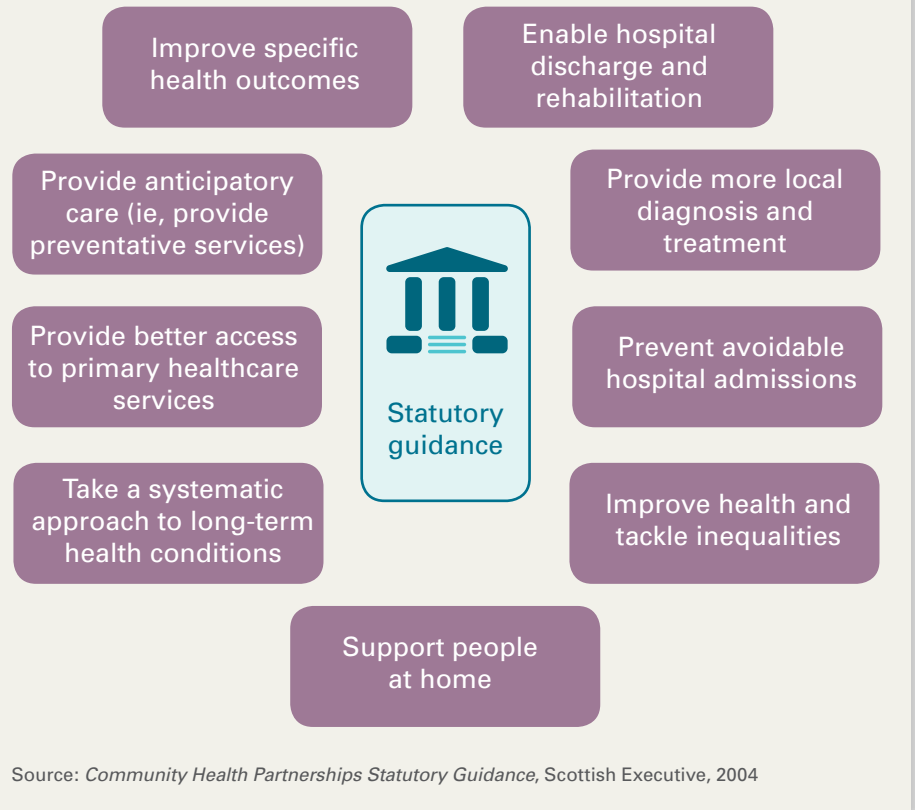 Improve specific
health outcomes
Enable hospital
discharge and
rehabilitation
Provide anticipatory
care (ie, provide
preventative services)
Provide more local
diagnosis and
treatment
Provide better access
to primary healthcare
services
Prevent avoidable
hospital admissions
Statutory
guidance
Take a systematic
approach to long-term
health conditions
Improve health and
tackle inequalities
Support people
at home
Source: Community Health Partnerships Statutory Guidance, Scottish Executive, 2004